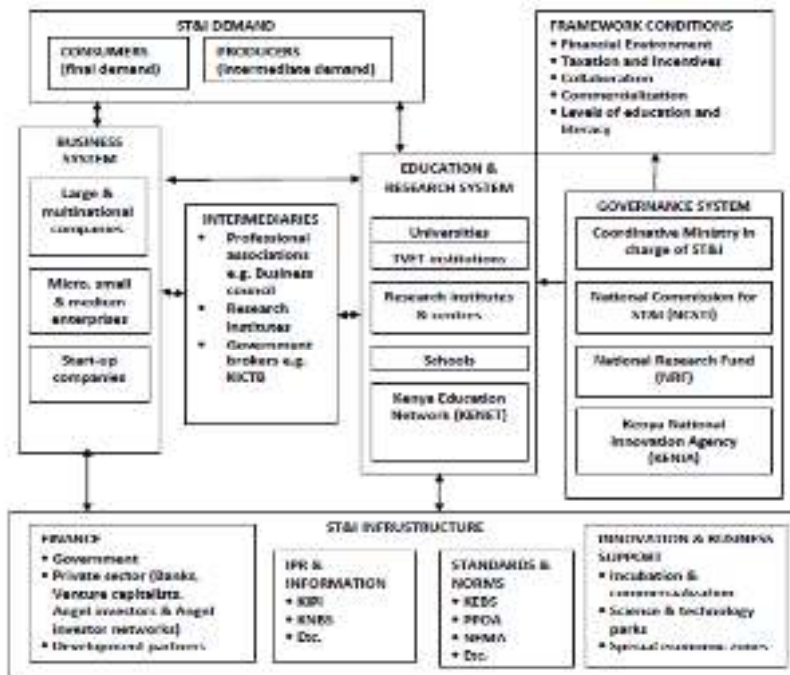 ST&I DEMAND
CONSUMERS
(final demand)
PRODUCERS
(intermediate demand)
FRAMEWORK CONDITIONS
• Financial Environment
• Taxation and Incentives
• Collaboration
• Commercialization
• Levels of education and
literacy
BUSINESS
SYSTEM
Large &
multinational
companies
Micro, small
& medium
enterprises
Start-up
companies
INTERMEDIARIES
• Professional
associations
e.g. Business
council
• Research
Institutes
• Government
brokers e.g.
KICTB
EDUCATION &
RESEARCH SYSTEM
Universities
TVET institutions
Research institutes
& centres
Schools
Kenya Education
Network (KENET)
GOVERNANCE SYSTEM
Coordinative Ministry in
charge of ST&I
National Commission for
ST&I (NCSTI)
National Research Fund
(NRF)
Kenya National
Innovation Agency
(KENIA)
ST&I INFRUSTRUCTURE
FINANCE
• Government
• Private sector (Banks,
Venture capitalists,
Angel investors & Angel
investor networks)
• Development partners
IPR &
INFORMATION
• KIPI
• KNBS
• Etc.
STANDARDS &
NORMS
• KEBS
• PPOA
• NEMA
• Etc.
INNOVATION & BUSINESS
SUPPORT
• Incubation &
commercialization
• Science & technology
parks
• Special economic zones